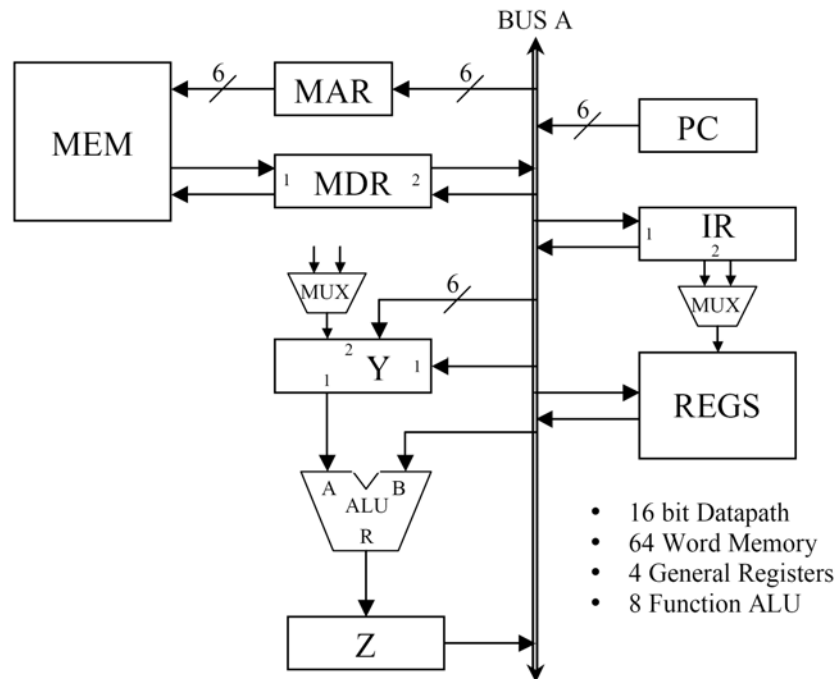 BUS A
6
6
MAR
6
PC
MEM
1 MDR 2
IR
1
2
MUX
6
MUX
2
Y
1
1
REGS
A
B
ALU
R
• 16 bit Datapath
• 64 Word Memory
• 4 General Registers
• 8 Function ALU
Z